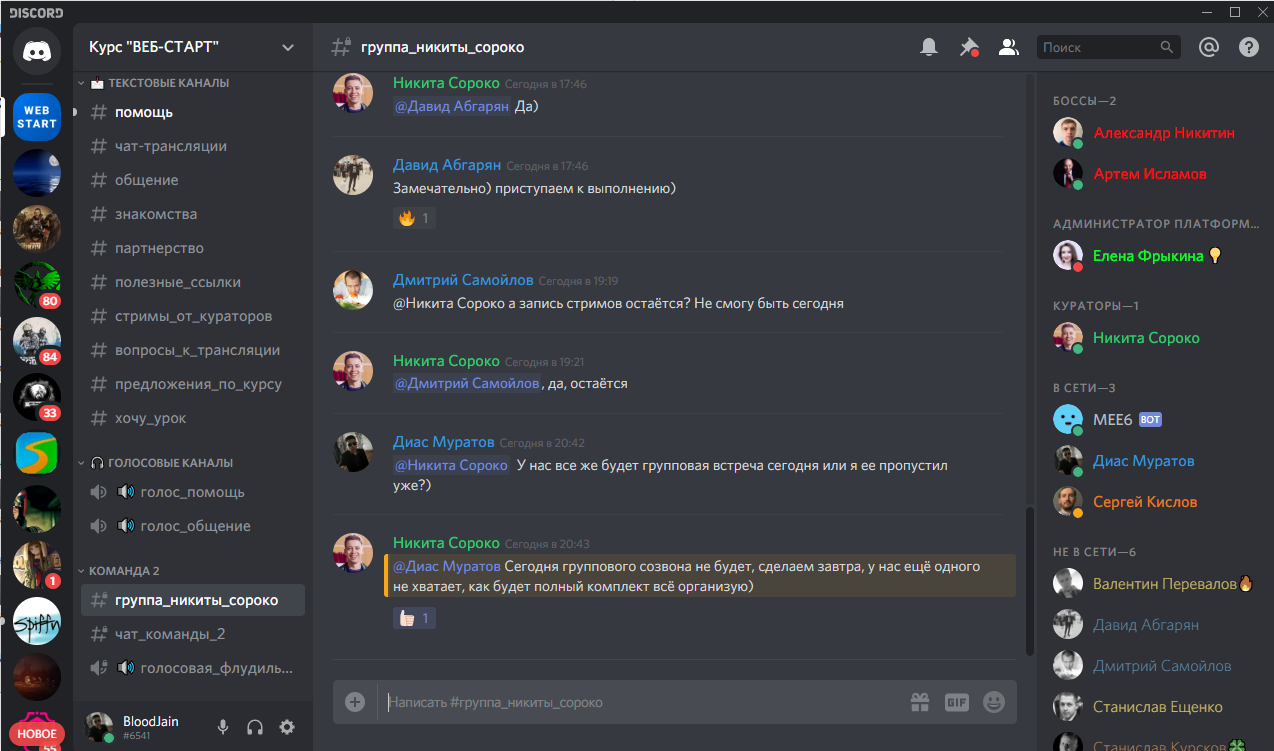 DISCORD
Курс "ВЕБ-СТАРТ"
группа_никиты_сороко
Поиск
WEB
START
80
84
33
1
НОВОЕ
55
ТЕКСТОВЫЕ КАНАЛЫ
помощь
чат-трансляции
общение
знакомства
партнерство
полезные_ссылки
стримы_от_кураторов
вопросы_к_трансляции
предложения_по_курсу
хочу_урок
ГОЛОСОВЫЕ КАНАЛЫ
голос_помощь
голос_общение
КОМАНДА 2
группа_никиты_сороко
чат_команды_2
голосовая_флудиль...
BloodJain
#6541
Никита Сороко Сегодня в 17:46
@Давид Абгарян Да)
Давид Абгарян Сегодня в 17:46
Замечательно) приступаем к выполнению)
1
Дмитрий Самойлов Сегодня в 19:19
@Никита Сороко а запись стримов остаётся? Не смогу быть сегодня
Никита Сороко Сегодня в 19:21
@Дмитрий Самойлов, да, остаётся
Диас Муратов Сегодня в 20:42
@Никита Сороко У нас все же будет групповая встреча сегодня или я ее пропустил
уже?)
Никита Сороко Сегодня в 20:43
@Диас Муратов Сегодня группового созвона не будет, сделаем завтра, у нас ещё одного
не хватает, как будет полный комплект всё организую)
1
Написать #группа_никиты_сороко
GIF
БОССЫ—2
Александр Никитин
Артем Исламов
АДМИНИСТРАТОР ПЛАТФОРМ...
Елена Фрыкина
КУРАТОРЫ—1
Никита Сороко
В СЕТИ—3
MEE6 BOT
Диас Муратов
Сергей Кислов
НЕ В СЕТИ—6
Валентин Перевалов
Давид Абгарян
Дмитрий Самойлов
Станислав Ещенко
Станислав Курсков